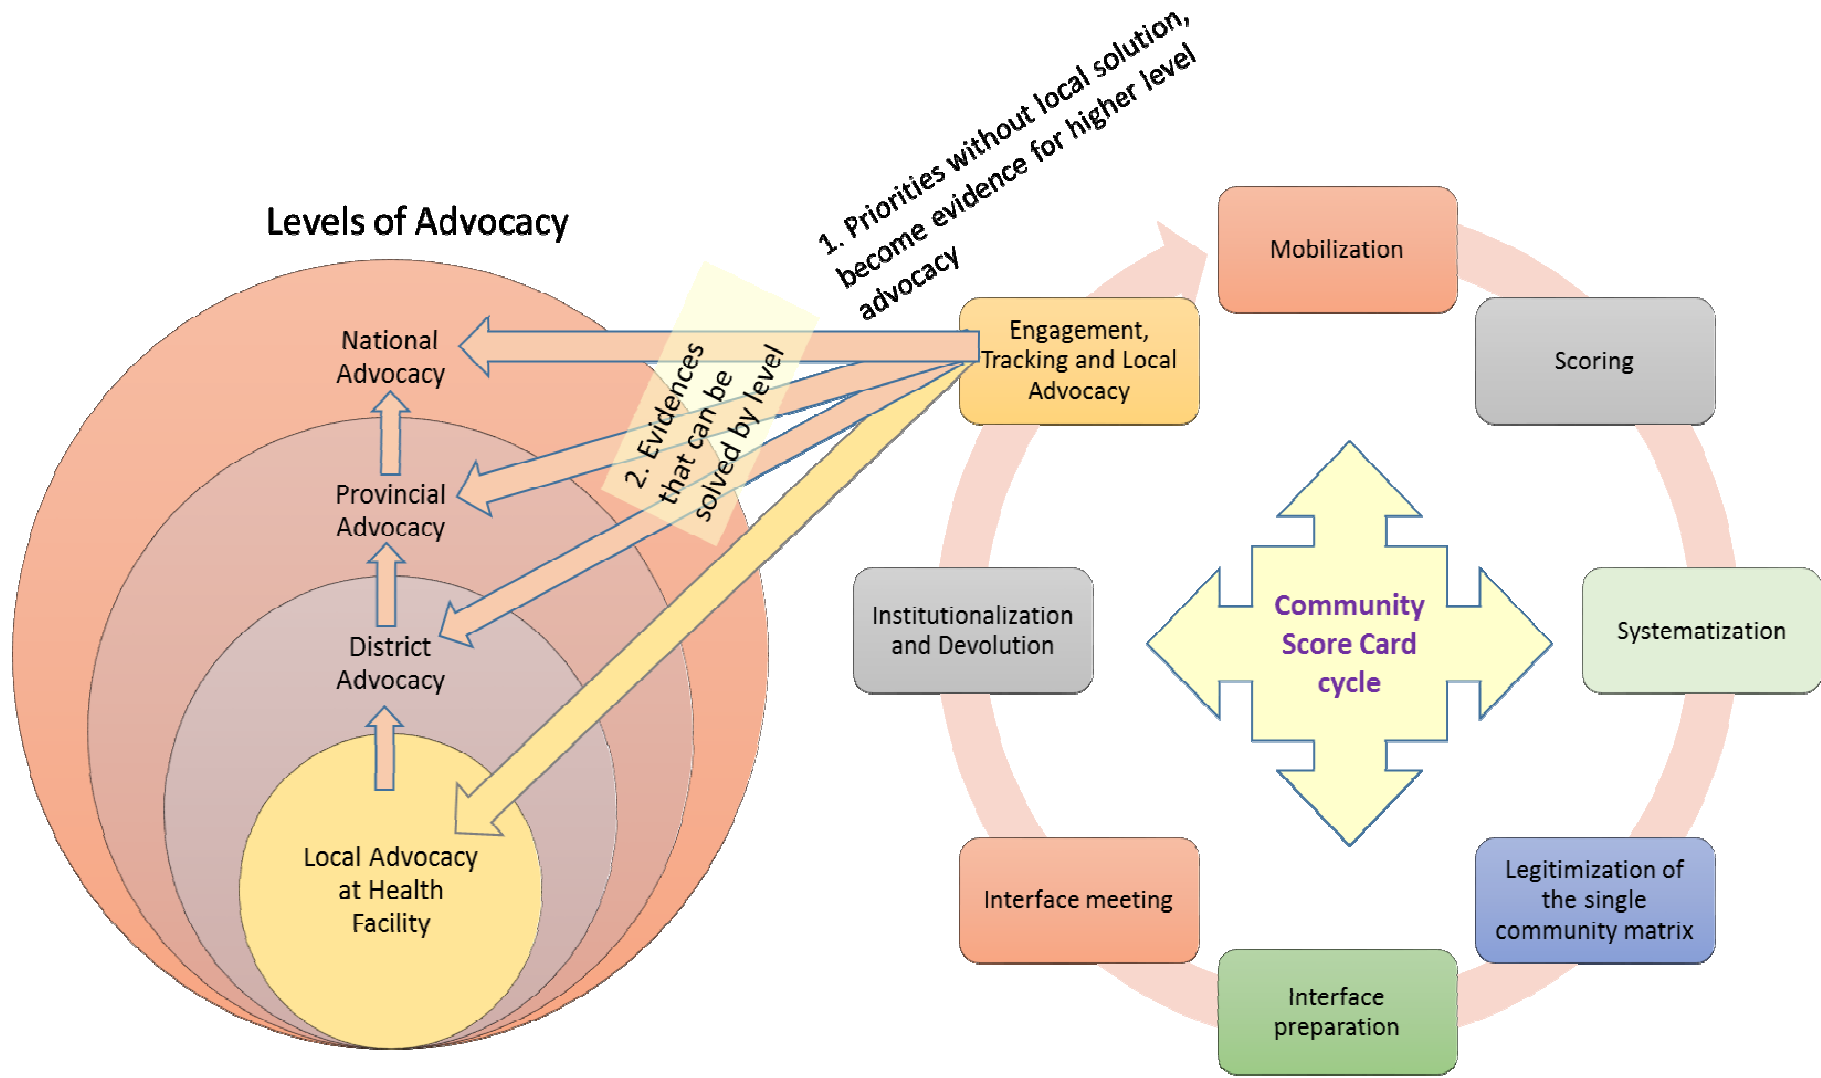 Levels of Advocacy
National
Advocacy
Provincial
Advocacy
District
Advocacy
Local Advocacy
at Health
Facility
1. Priorities without local solution,
become evidence for higher level
advocacy
2. Evidences
that can be
solved by level
Mobilization
Scoring
Systematization
Legitimization of
the single
community matrix
Interface
preparation
Interface meeting
Institutionalization
and Devolution
Engagement,
Tracking and Local
Advocacy
Community
Score Card
cycle